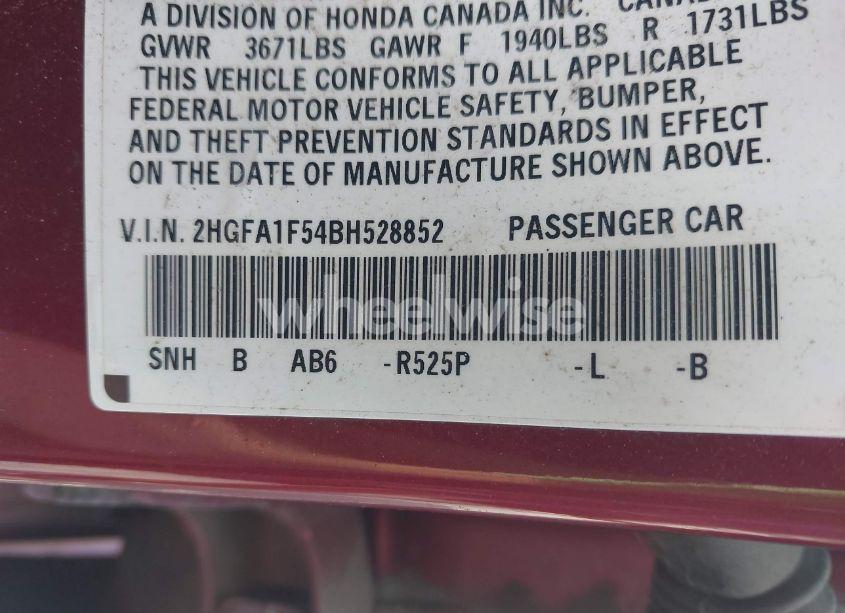 A DIVISION OF HONDA CANADA INC.
GVWR 3671LBS GAWR F 1940LBS R 1731LBS
THIS VEHICLE CONFORMS TO ALL APPLICABLE
FEDERAL MOTOR VEHICLE SAFETY, BUMPER,
AND THEFT PREVENTION STANDARDS IN EFFECT
ON THE DATE OF MANUFACTURE SHOWN ABOVE.
V.I.N. 2HGFA1F54BH528852 PASSENGER CAR
wheelwise
SNH B AB6 -R525P -L -B